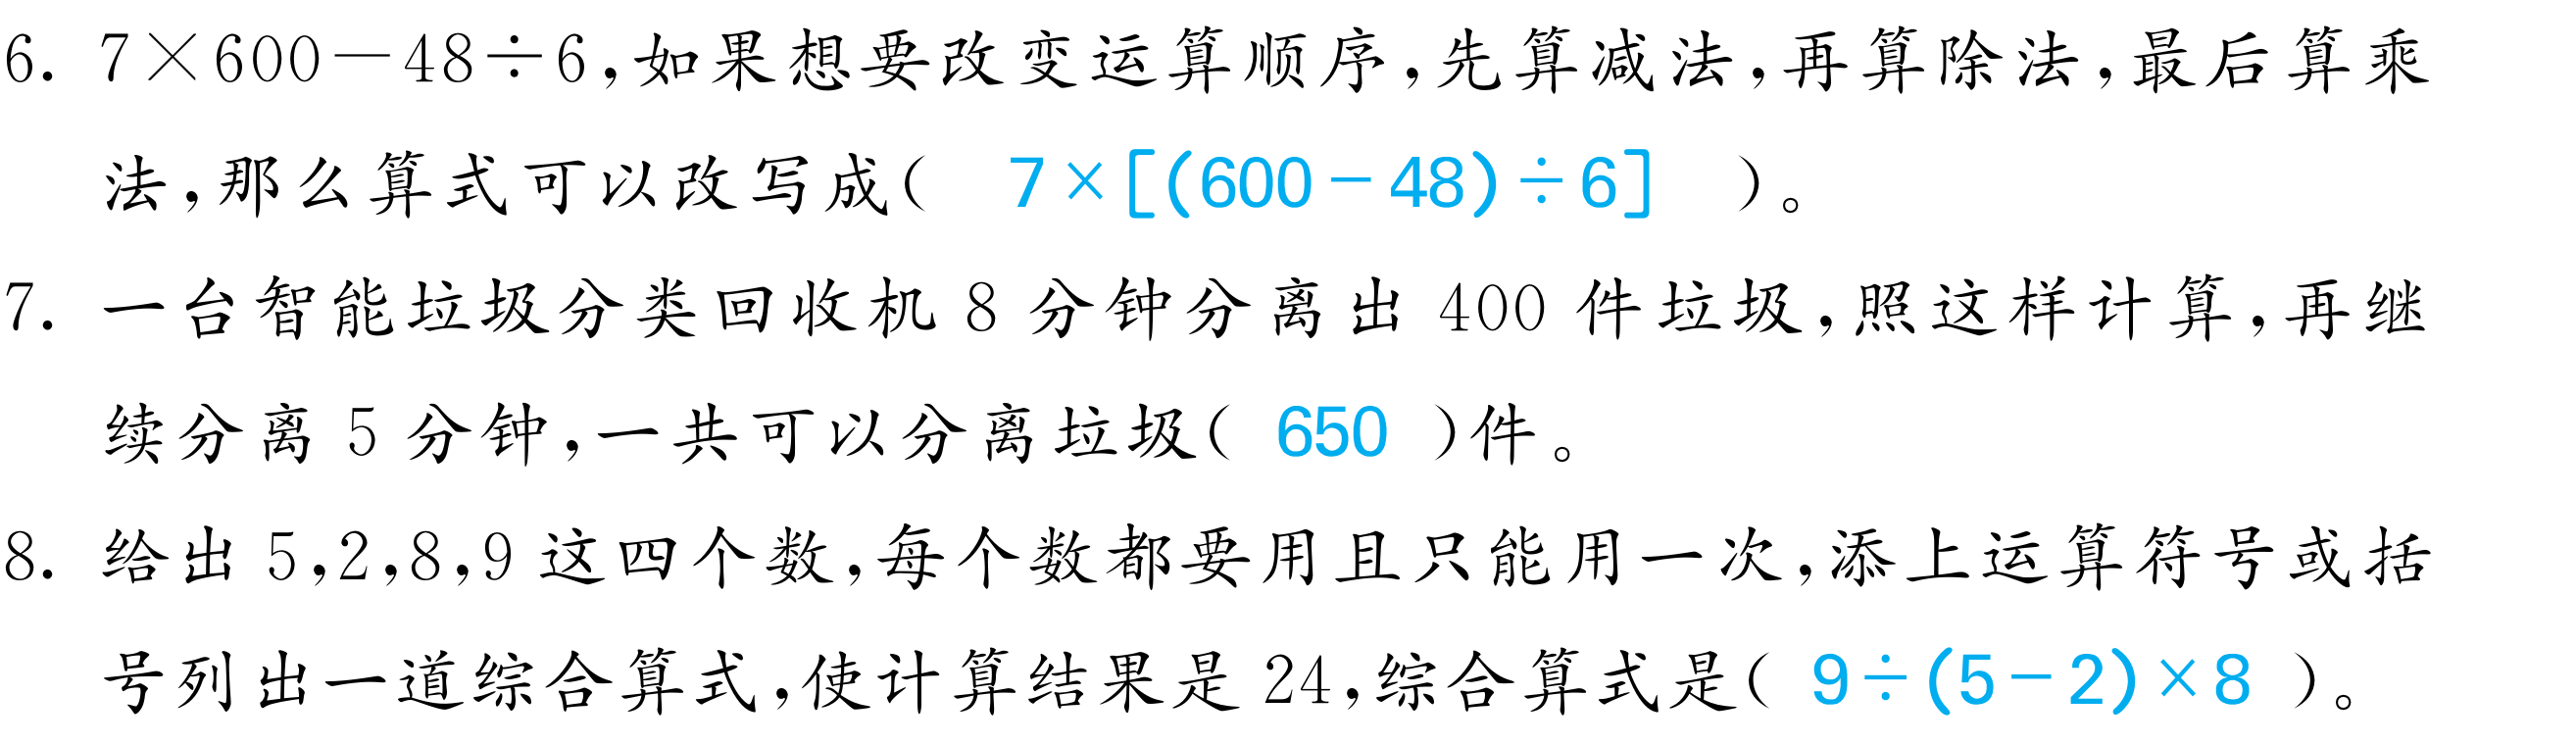 6. 7×600－48÷6,如果想要改变运算顺序,先算减法,再算除法,最后算乘
法,那么算式可以改写成( 7×[(600－48)÷6] )。
7. 一台智能垃圾分类回收机 8 分钟分离出 400 件垃圾,照这样计算,再继
续分离 5 分钟,一共可以分离垃圾( 650 )件。
8. 给出 5,2,8,9 这四个数,每个数都要用且只能用一次,添上运算符号或括
号列出一道综合算式,使计算结果是 24,综合算式是( 9÷(5－2)×8 )。